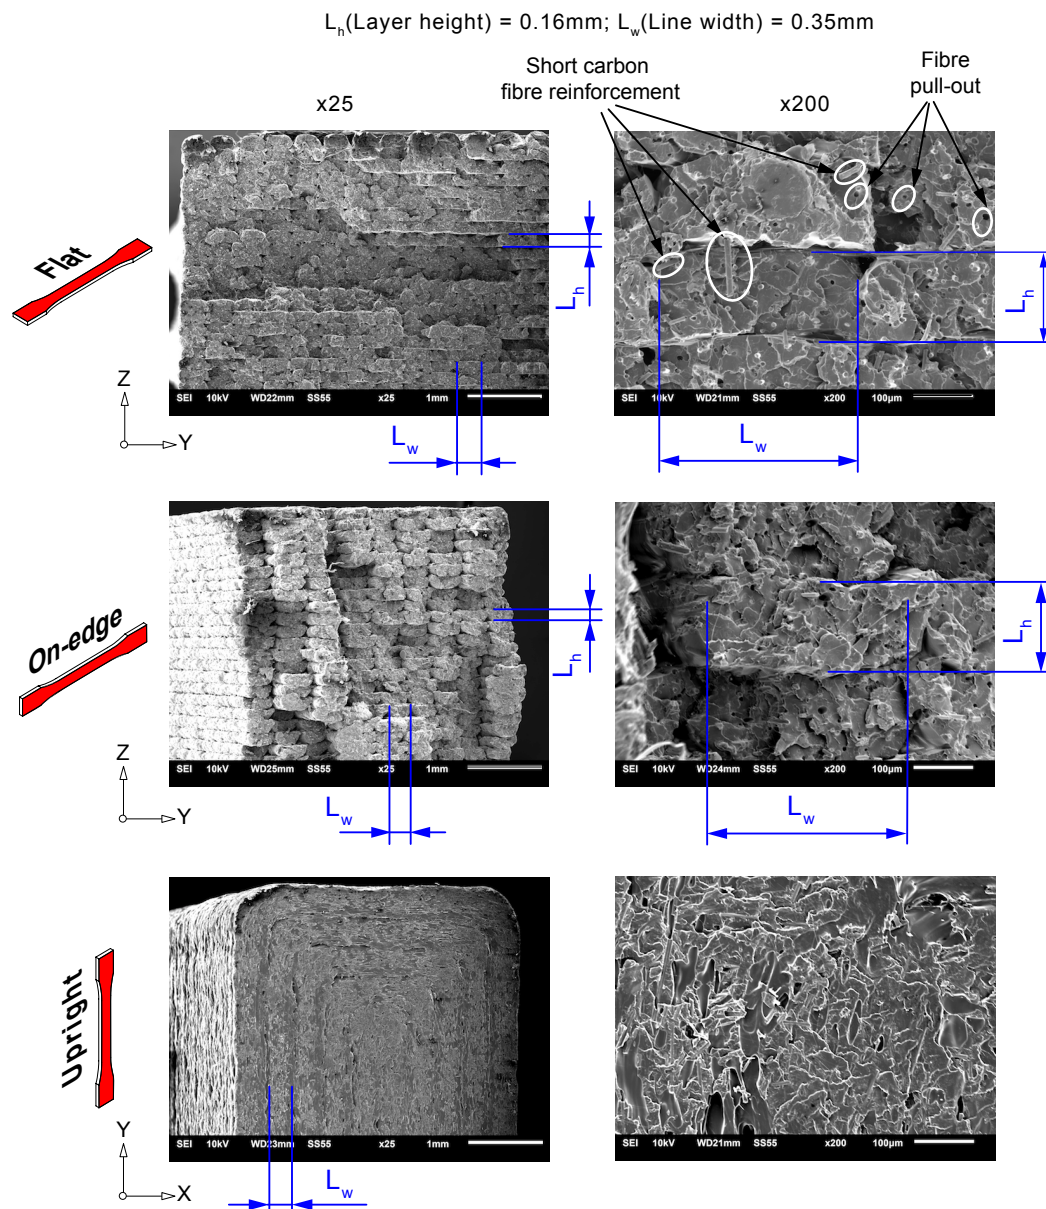 Lh(Layer height) = 0.16mm; Lw(Line width) = 0.35mm
Short carbon
fibre reinforcement
Fibre
pull-out
x25
x200
Flat
Lh
Lh
Z
Y
SEI 10kV WD22mm SS55 x25 1mm
SEI 10kV WD21mm SS55 x200 100µm
Lw
Lw
On-edge
Lh
Lh
Z
Y
SEI 10kV WD25mm SS55 x25 1mm
SEI 10kV WD24mm SS55 x200 100µm
Lw
Lw
Upright
Y
X
SEI 10kV WD23mm SS55 x25 1mm
SEI 10kV WD21mm SS55 x200 100µm
Lw